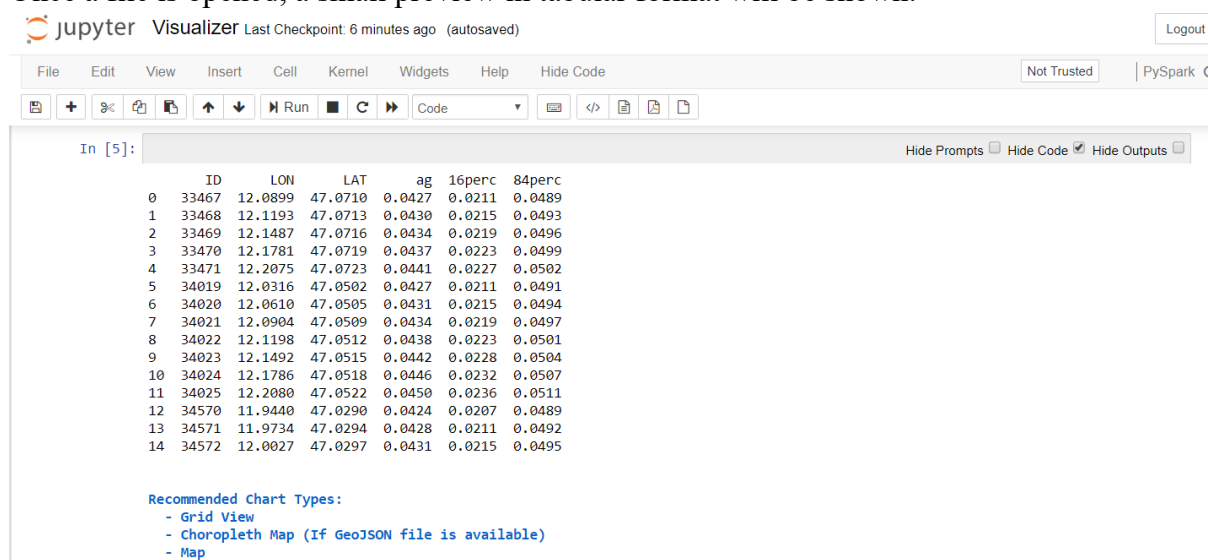 Once a file is opened, a small preview in tabular format will be shown.
jupyter Visualizer Last Checkpoint: 6 minutes ago (autosaved) Logout
File Edit View Insert Cell Kernel Widgets Help Hide Code Not Trusted PySpark
Run Code
In [5]: Hide Prompts Hide Code Hide Outputs
ID LON LAT ag 16perc 84perc
0 33467 12.0899 47.0710 0.0427 0.0211 0.0489
1 33468 12.1193 47.0713 0.0430 0.0215 0.0493
2 33469 12.1487 47.0716 0.0434 0.0219 0.0496
3 33470 12.1781 47.0719 0.0437 0.0223 0.0499
4 33471 12.2075 47.0723 0.0441 0.0227 0.0502
5 34019 12.0316 47.0502 0.0427 0.0211 0.0491
6 34020 12.0610 47.0505 0.0431 0.0215 0.0494
7 34021 12.0904 47.0509 0.0434 0.0219 0.0497
8 34022 12.1198 47.0512 0.0438 0.0223 0.0501
9 34023 12.1492 47.0515 0.0442 0.0228 0.0504
10 34024 12.1786 47.0518 0.0446 0.0232 0.0507
11 34025 12.2080 47.0522 0.0450 0.0236 0.0511
12 34570 11.9440 47.0290 0.0424 0.0207 0.0489
13 34571 11.9734 47.0294 0.0428 0.0211 0.0492
14 34572 12.0027 47.0297 0.0431 0.0215 0.0495
Recommended Chart Types:
- Grid View
- Choropleth Map (If GeoJSON file is available)
- Map